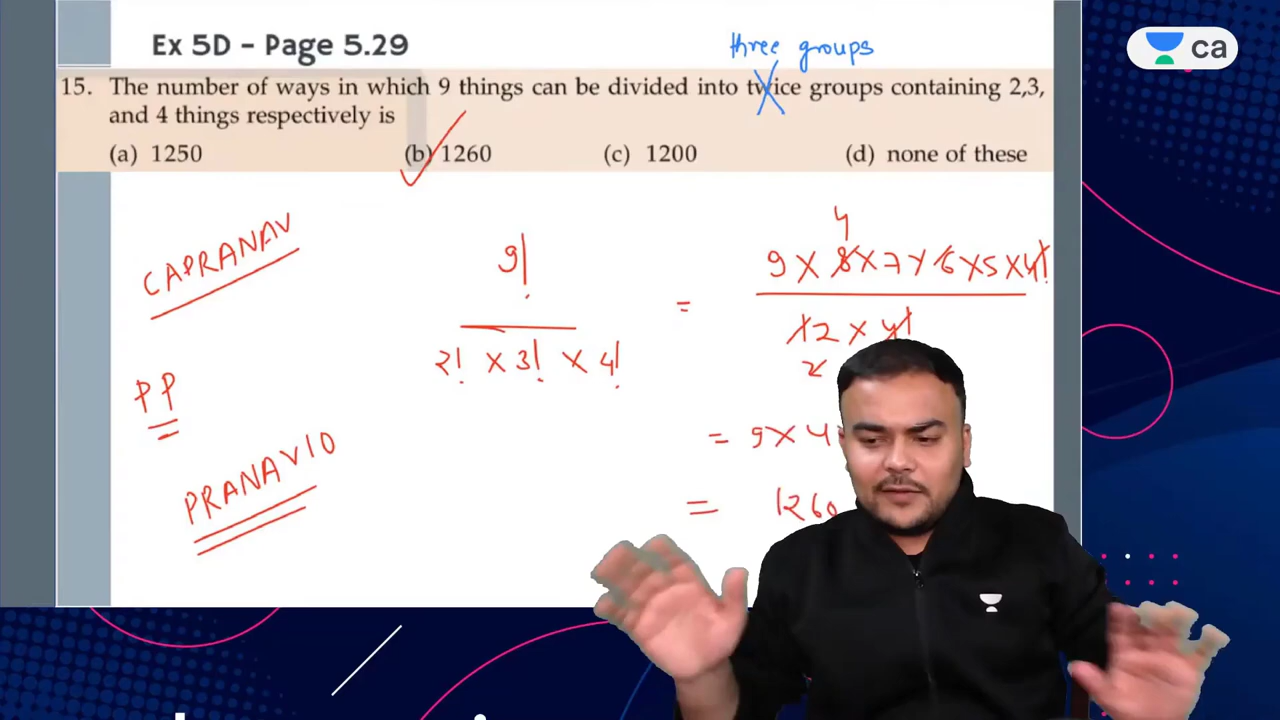 Ex 5D - Page 5.29
three groups
ca
15. The number of ways in which 9 things can be divided into twice groups containing 2,3,
and 4 things respectively is
(a) 1250 (b) 1260 (c) 1200 (d) none of these
CAPRANAV
9!
2! X 3! X 4!
=
4
9 X 8 X 7 X 6 X 5 X 4!
2 X 4!
PP
= 9 X 4
PRANAV10
= 1260